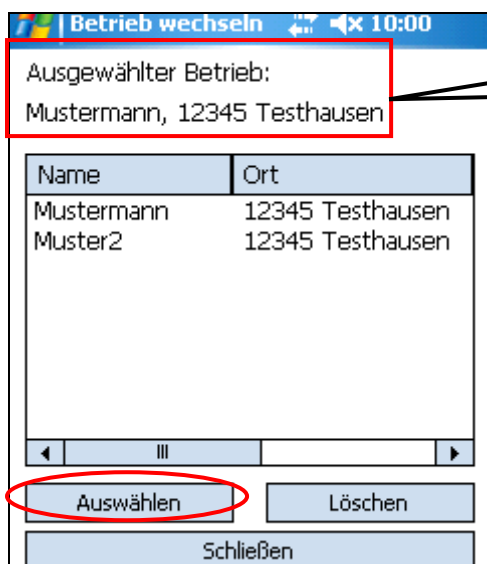 Betrieb wechseln 10:00
Ausgewählter Betrieb:
Mustermann, 12345 Testhausen
Name Ort
Mustermann 12345 Testhausen
Muster2 12345 Testhausen
Auswählen Löschen
Schließen